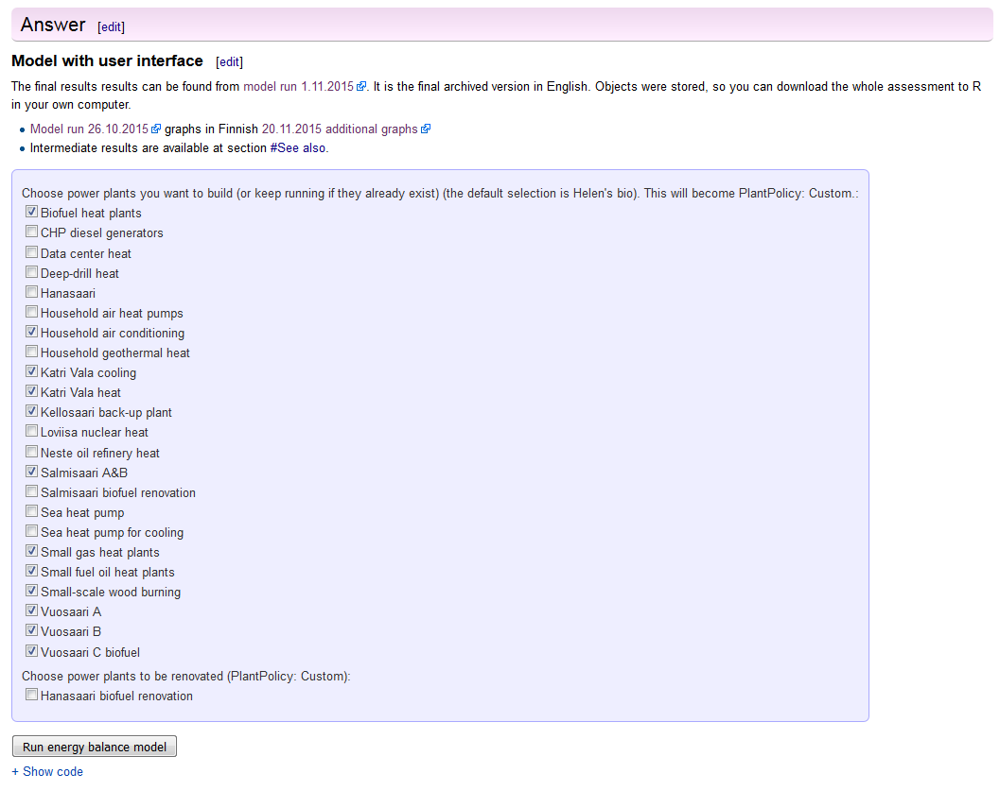 Answer [edit]
Model with user interface [edit]
The final results results can be found from model run 1.11.2015. It is the final archived version in English. Objects were stored, so you can download the whole assessment to R
in your own computer.
Model run 26.10.2015 graphs in Finnish 20.11.2015 additional graphs
Intermediate results are available at section #See also.
Choose power plants you want to build (or keep running if they already exist) (the default selection is Helen's bio). This will become PlantPolicy: Custom.:
Biofuel heat plants
CHP diesel generators
Data center heat
Deep-drill heat
Hanasaari
Household air heat pumps
Household air conditioning
Household geothermal heat
Katri Vala cooling
Katri Vala heat
Kellosaari back-up plant
Loviisa nuclear heat
Neste oil refinery heat
Salmisaari A&B
Salmisaari biofuel renovation
Sea heat pump
Sea heat pump for cooling
Small gas heat plants
Small fuel oil heat plants
Small-scale wood burning
Vuosaari A
Vuosaari B
Vuosaari C biofuel
Choose power plants to be renovated (PlantPolicy: Custom):
Hanasaari biofuel renovation
Run energy balance model
+ Show code